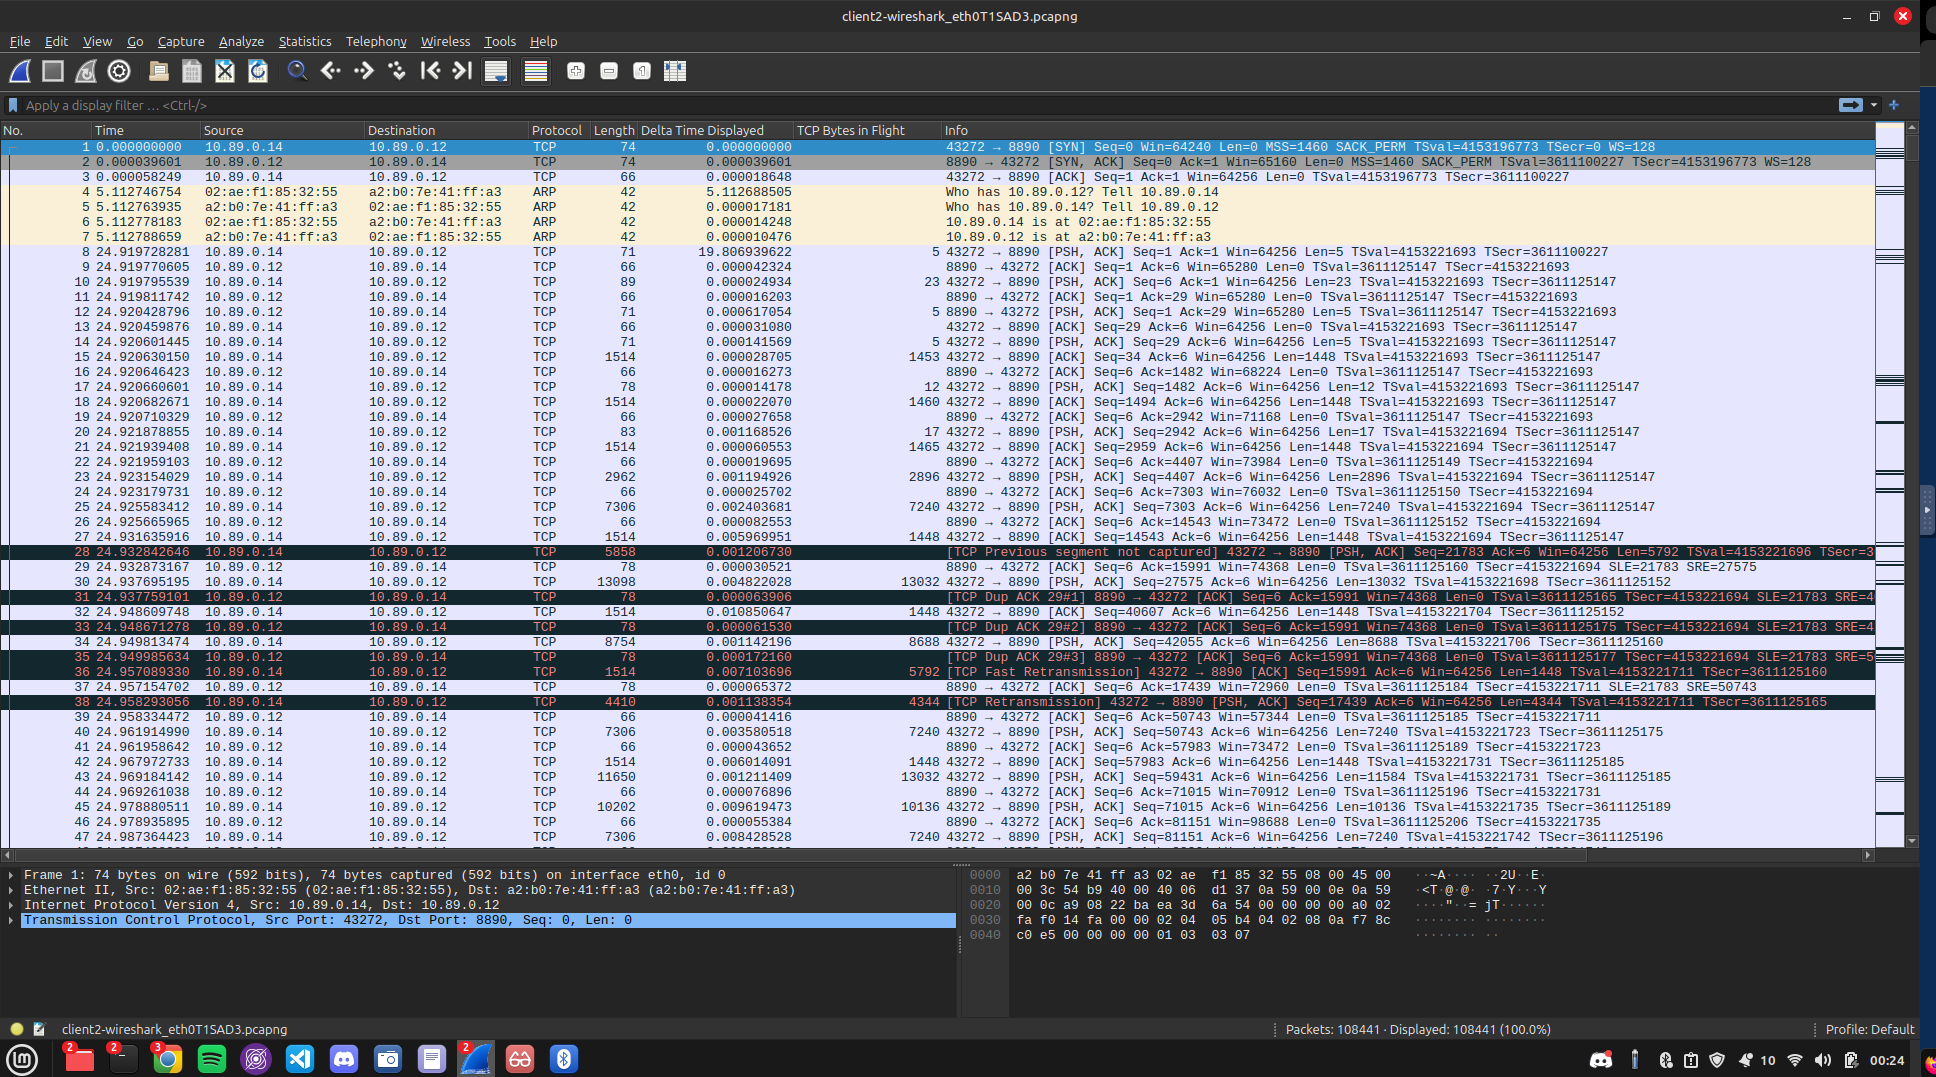 client2-wireshark_eth0T1SAD3.pcapng
File Edit View Go Capture Analyze Statistics Telephony Wireless Tools Help
Apply a display filter … <Ctrl-/>
No. Time Source Destination Protocol Length Delta Time Displayed TCP Bytes in Flight Info
1 0.000000000 10.89.0.14 10.89.0.12 TCP 74 0.000000000 43272 → 8890 [SYN] Seq=0 Win=64240 Len=0 MSS=1460 SACK_PERM TSval=4153196773 TSecr=0 WS=128
2 0.000039601 10.89.0.12 10.89.0.14 TCP 74 0.000039601 8890 → 43272 [SYN, ACK] Seq=0 Ack=1 Win=65160 Len=0 MSS=1460 SACK_PERM TSval=3611100227 TSecr=4153196773 WS=128
3 0.000058249 10.89.0.14 10.89.0.12 TCP 66 0.000018648 43272 → 8890 [ACK] Seq=1 Ack=1 Win=64256 Len=0 TSval=4153196773 TSecr=3611100227
4 5.112746754 02:ae:f1:85:32:55 a2:b0:7e:41:ff:a3 ARP 42 5.112688505 Who has 10.89.0.12? Tell 10.89.0.14
5 5.112763935 a2:b0:7e:41:ff:a3 02:ae:f1:85:32:55 ARP 42 0.000017181 Who has 10.89.0.14? Tell 10.89.0.12
6 5.112778183 02:ae:f1:85:32:55 a2:b0:7e:41:ff:a3 ARP 42 0.000014248 10.89.0.14 is at 02:ae:f1:85:32:55
7 5.112788659 a2:b0:7e:41:ff:a3 02:ae:f1:85:32:55 ARP 42 0.000010476 10.89.0.12 is at a2:b0:7e:41:ff:a3
8 24.919728281 10.89.0.14 10.89.0.12 TCP 71 19.806939622 5 43272 → 8890 [PSH, ACK] Seq=1 Ack=1 Win=64256 Len=5 TSval=4153221693 TSecr=3611100227
9 24.919770605 10.89.0.12 10.89.0.14 TCP 66 0.000042324 8890 → 43272 [ACK] Seq=1 Ack=6 Win=65280 Len=0 TSval=3611125147 TSecr=4153221693
10 24.919795539 10.89.0.14 10.89.0.12 TCP 89 0.000024934 23 43272 → 8890 [PSH, ACK] Seq=6 Ack=1 Win=64256 Len=23 TSval=4153221693 TSecr=3611125147
11 24.919811742 10.89.0.12 10.89.0.14 TCP 66 0.000016203 8890 → 43272 [ACK] Seq=1 Ack=29 Win=65280 Len=0 TSval=3611125147 TSecr=4153221693
12 24.920428796 10.89.0.12 10.89.0.14 TCP 71 0.000617054 5 8890 → 43272 [PSH, ACK] Seq=1 Ack=29 Win=65280 Len=5 TSval=3611125147 TSecr=4153221693
13 24.920459876 10.89.0.14 10.89.0.12 TCP 66 0.000031080 43272 → 8890 [ACK] Seq=29 Ack=6 Win=64256 Len=0 TSval=4153221693 TSecr=3611125147
14 24.920601445 10.89.0.14 10.89.0.12 TCP 71 0.000141569 5 43272 → 8890 [PSH, ACK] Seq=29 Ack=6 Win=64256 Len=5 TSval=4153221693 TSecr=3611125147
15 24.920630150 10.89.0.14 10.89.0.12 TCP 1514 0.000028705 1453 43272 → 8890 [ACK] Seq=34 Ack=6 Win=64256 Len=1448 TSval=4153221693 TSecr=3611125147
16 24.920646423 10.89.0.12 10.89.0.14 TCP 66 0.000016273 8890 → 43272 [ACK] Seq=6 Ack=1482 Win=68224 Len=0 TSval=3611125147 TSecr=4153221693
17 24.920660601 10.89.0.14 10.89.0.12 TCP 78 0.000014178 12 43272 → 8890 [PSH, ACK] Seq=1482 Ack=6 Win=64256 Len=12 TSval=4153221693 TSecr=3611125147
18 24.920682671 10.89.0.14 10.89.0.12 TCP 1514 0.000022070 1460 43272 → 8890 [ACK] Seq=1494 Ack=6 Win=64256 Len=1448 TSval=4153221693 TSecr=3611125147
19 24.920710329 10.89.0.12 10.89.0.14 TCP 66 0.000027658 8890 → 43272 [ACK] Seq=6 Ack=2942 Win=71168 Len=0 TSval=3611125147 TSecr=4153221693
20 24.921878855 10.89.0.14 10.89.0.12 TCP 83 0.001168526 17 43272 → 8890 [PSH, ACK] Seq=2942 Ack=6 Win=64256 Len=17 TSval=4153221694 TSecr=3611125147
21 24.921939408 10.89.0.14 10.89.0.12 TCP 1514 0.000060553 1465 43272 → 8890 [ACK] Seq=2959 Ack=6 Win=64256 Len=1448 TSval=4153221694 TSecr=3611125147
22 24.921959103 10.89.0.12 10.89.0.14 TCP 66 0.000019695 8890 → 43272 [ACK] Seq=6 Ack=4407 Win=73984 Len=0 TSval=3611125149 TSecr=4153221694
23 24.923154029 10.89.0.14 10.89.0.12 TCP 2962 0.001194926 2896 43272 → 8890 [PSH, ACK] Seq=4407 Ack=6 Win=64256 Len=2896 TSval=4153221694 TSecr=3611125147
24 24.923179731 10.89.0.12 10.89.0.14 TCP 66 0.000025702 8890 → 43272 [ACK] Seq=6 Ack=7303 Win=76032 Len=0 TSval=3611125150 TSecr=4153221694
25 24.925583412 10.89.0.14 10.89.0.12 TCP 7306 0.002403681 7240 43272 → 8890 [PSH, ACK] Seq=7303 Ack=6 Win=64256 Len=7240 TSval=4153221694 TSecr=3611125147
26 24.925665965 10.89.0.12 10.89.0.14 TCP 66 0.000082553 8890 → 43272 [ACK] Seq=6 Ack=14543 Win=73472 Len=0 TSval=3611125152 TSecr=4153221694
27 24.931635916 10.89.0.14 10.89.0.12 TCP 1514 0.005969951 1448 43272 → 8890 [ACK] Seq=14543 Ack=6 Win=64256 Len=1448 TSval=4153221694 TSecr=3611125147
28 24.932842646 10.89.0.14 10.89.0.12 TCP 5858 0.001206730 [TCP Previous segment not captured] 43272 → 8890 [PSH, ACK] Seq=21783 Ack=6 Win=64256 Len=5792 TSval=4153221696 TSecr=3
29 24.932873167 10.89.0.12 10.89.0.14 TCP 78 0.000030521 8890 → 43272 [ACK] Seq=6 Ack=15991 Win=74368 Len=0 TSval=3611125160 TSecr=4153221694 SLE=21783 SRE=27575
30 24.937695195 10.89.0.14 10.89.0.12 TCP 13098 0.004822028 13032 43272 → 8890 [PSH, ACK] Seq=27575 Ack=6 Win=64256 Len=13032 TSval=4153221698 TSecr=3611125152
31 24.937759101 10.89.0.12 10.89.0.14 TCP 78 0.000063906 [TCP Dup ACK 29#1] 8890 → 43272 [ACK] Seq=6 Ack=15991 Win=74368 Len=0 TSval=3611125165 TSecr=4153221694 SLE=21783 SRE=4
32 24.948609748 10.89.0.14 10.89.0.12 TCP 1514 0.010850647 1448 43272 → 8890 [ACK] Seq=40607 Ack=6 Win=64256 Len=1448 TSval=4153221704 TSecr=3611125152
33 24.948671278 10.89.0.12 10.89.0.14 TCP 78 0.000061530 [TCP Dup ACK 29#2] 8890 → 43272 [ACK] Seq=6 Ack=15991 Win=74368 Len=0 TSval=3611125175 TSecr=4153221694 SLE=21783 SRE=4
34 24.949813474 10.89.0.14 10.89.0.12 TCP 8754 0.001142196 8688 43272 → 8890 [PSH, ACK] Seq=42055 Ack=6 Win=64256 Len=8688 TSval=4153221706 TSecr=3611125160
35 24.949985634 10.89.0.12 10.89.0.14 TCP 78 0.000172160 [TCP Dup ACK 29#3] 8890 → 43272 [ACK] Seq=6 Ack=15991 Win=74368 Len=0 TSval=3611125177 TSecr=4153221694 SLE=21783 SRE=5
36 24.957089330 10.89.0.14 10.89.0.12 TCP 1514 0.007103696 5792 [TCP Fast Retransmission] 43272 → 8890 [ACK] Seq=15991 Ack=6 Win=64256 Len=1448 TSval=4153221711 TSecr=3611125160
37 24.957154702 10.89.0.12 10.89.0.14 TCP 78 0.000065372 8890 → 43272 [ACK] Seq=6 Ack=17439 Win=72960 Len=0 TSval=3611125184 TSecr=4153221711 SLE=21783 SRE=50743
38 24.958293056 10.89.0.14 10.89.0.12 TCP 4410 0.001138354 4344 [TCP Retransmission] 43272 → 8890 [PSH, ACK] Seq=17439 Ack=6 Win=64256 Len=4344 TSval=4153221711 TSecr=3611125165
39 24.958334472 10.89.0.12 10.89.0.14 TCP 66 0.000041416 8890 → 43272 [ACK] Seq=6 Ack=50743 Win=57344 Len=0 TSval=3611125185 TSecr=4153221711
40 24.961914990 10.89.0.14 10.89.0.12 TCP 7306 0.003580518 7240 43272 → 8890 [PSH, ACK] Seq=50743 Ack=6 Win=64256 Len=7240 TSval=4153221723 TSecr=3611125175
41 24.961958642 10.89.0.12 10.89.0.14 TCP 66 0.000043652 8890 → 43272 [ACK] Seq=6 Ack=57983 Win=73472 Len=0 TSval=3611125189 TSecr=4153221723
42 24.967972733 10.89.0.14 10.89.0.12 TCP 1514 0.006014091 1448 43272 → 8890 [ACK] Seq=57983 Ack=6 Win=64256 Len=1448 TSval=4153221731 TSecr=3611125185
43 24.969184142 10.89.0.14 10.89.0.12 TCP 11650 0.001211409 13032 43272 → 8890 [PSH, ACK] Seq=59431 Ack=6 Win=64256 Len=11584 TSval=4153221731 TSecr=3611125185
44 24.969261038 10.89.0.12 10.89.0.14 TCP 66 0.000076896 8890 → 43272 [ACK] Seq=6 Ack=71015 Win=70912 Len=0 TSval=3611125196 TSecr=4153221731
45 24.978880511 10.89.0.14 10.89.0.12 TCP 10202 0.009619473 10136 43272 → 8890 [PSH, ACK] Seq=71015 Ack=6 Win=64256 Len=10136 TSval=4153221735 TSecr=3611125189
46 24.978935895 10.89.0.12 10.89.0.14 TCP 66 0.000055384 8890 → 43272 [ACK] Seq=6 Ack=81151 Win=98688 Len=0 TSval=3611125206 TSecr=4153221735
47 24.987364423 10.89.0.14 10.89.0.12 TCP 7306 0.008428528 7240 43272 → 8890 [PSH, ACK] Seq=81151 Ack=6 Win=64256 Len=7240 TSval=4153221742 TSecr=3611125196
Frame 1: 74 bytes on wire (592 bits), 74 bytes captured (592 bits) on interface eth0, id 0
Ethernet II, Src: 02:ae:f1:85:32:55 (02:ae:f1:85:32:55), Dst: a2:b0:7e:41:ff:a3 (a2:b0:7e:41:ff:a3)
Internet Protocol Version 4, Src: 10.89.0.14, Dst: 10.89.0.12
Transmission Control Protocol, Src Port: 43272, Dst Port: 8890, Seq: 0, Len: 0
0000 a2 b0 7e 41 ff a3 02 ae f1 85 32 55 08 00 45 00 ··~A···· ··2U··E·
0010 00 3c 54 b9 40 00 40 06 d1 37 0a 59 00 0e 0a 59 ·<T·@·@· ·7·Y···Y
0020 00 0c a9 08 22 ba ea 3d 6a 54 00 00 00 00 a0 02 ····"··= jT······
0030 fa f0 14 fa 00 00 02 04 05 b4 04 02 08 0a f7 8c ········ ········
0040 c0 e5 00 00 00 00 01 03 03 07 ········ ··
client2-wireshark_eth0T1SAD3.pcapng Packets: 108441 · Displayed: 108441 (100.0%) Profile: Default
2 2 3 2 10 00:24